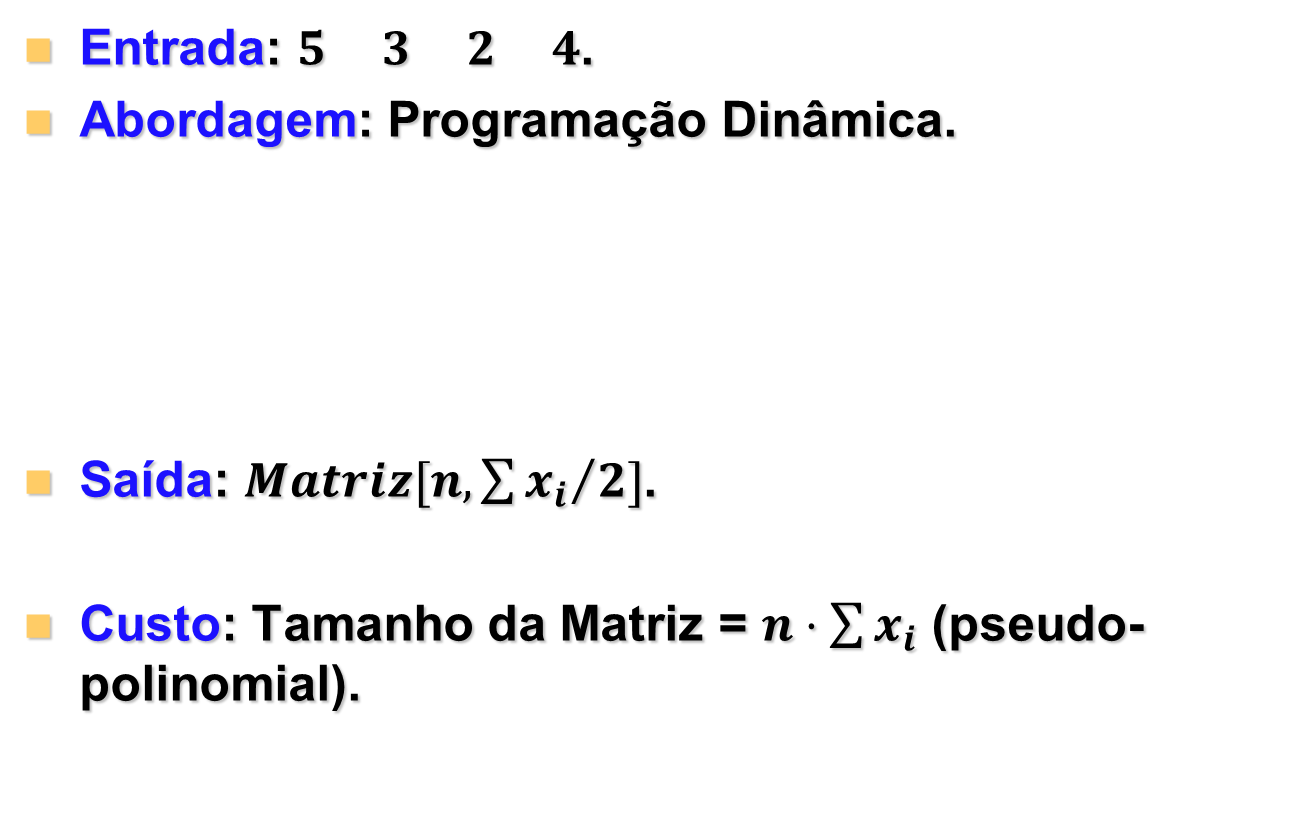 Entrada: 5 3 2 4.
Abordagem: Programação Dinâmica.
Saída: Matriz[n, ∑ xᵢ/2].
Custo: Tamanho da Matriz = n · ∑ xᵢ (pseudo-
polinomial).